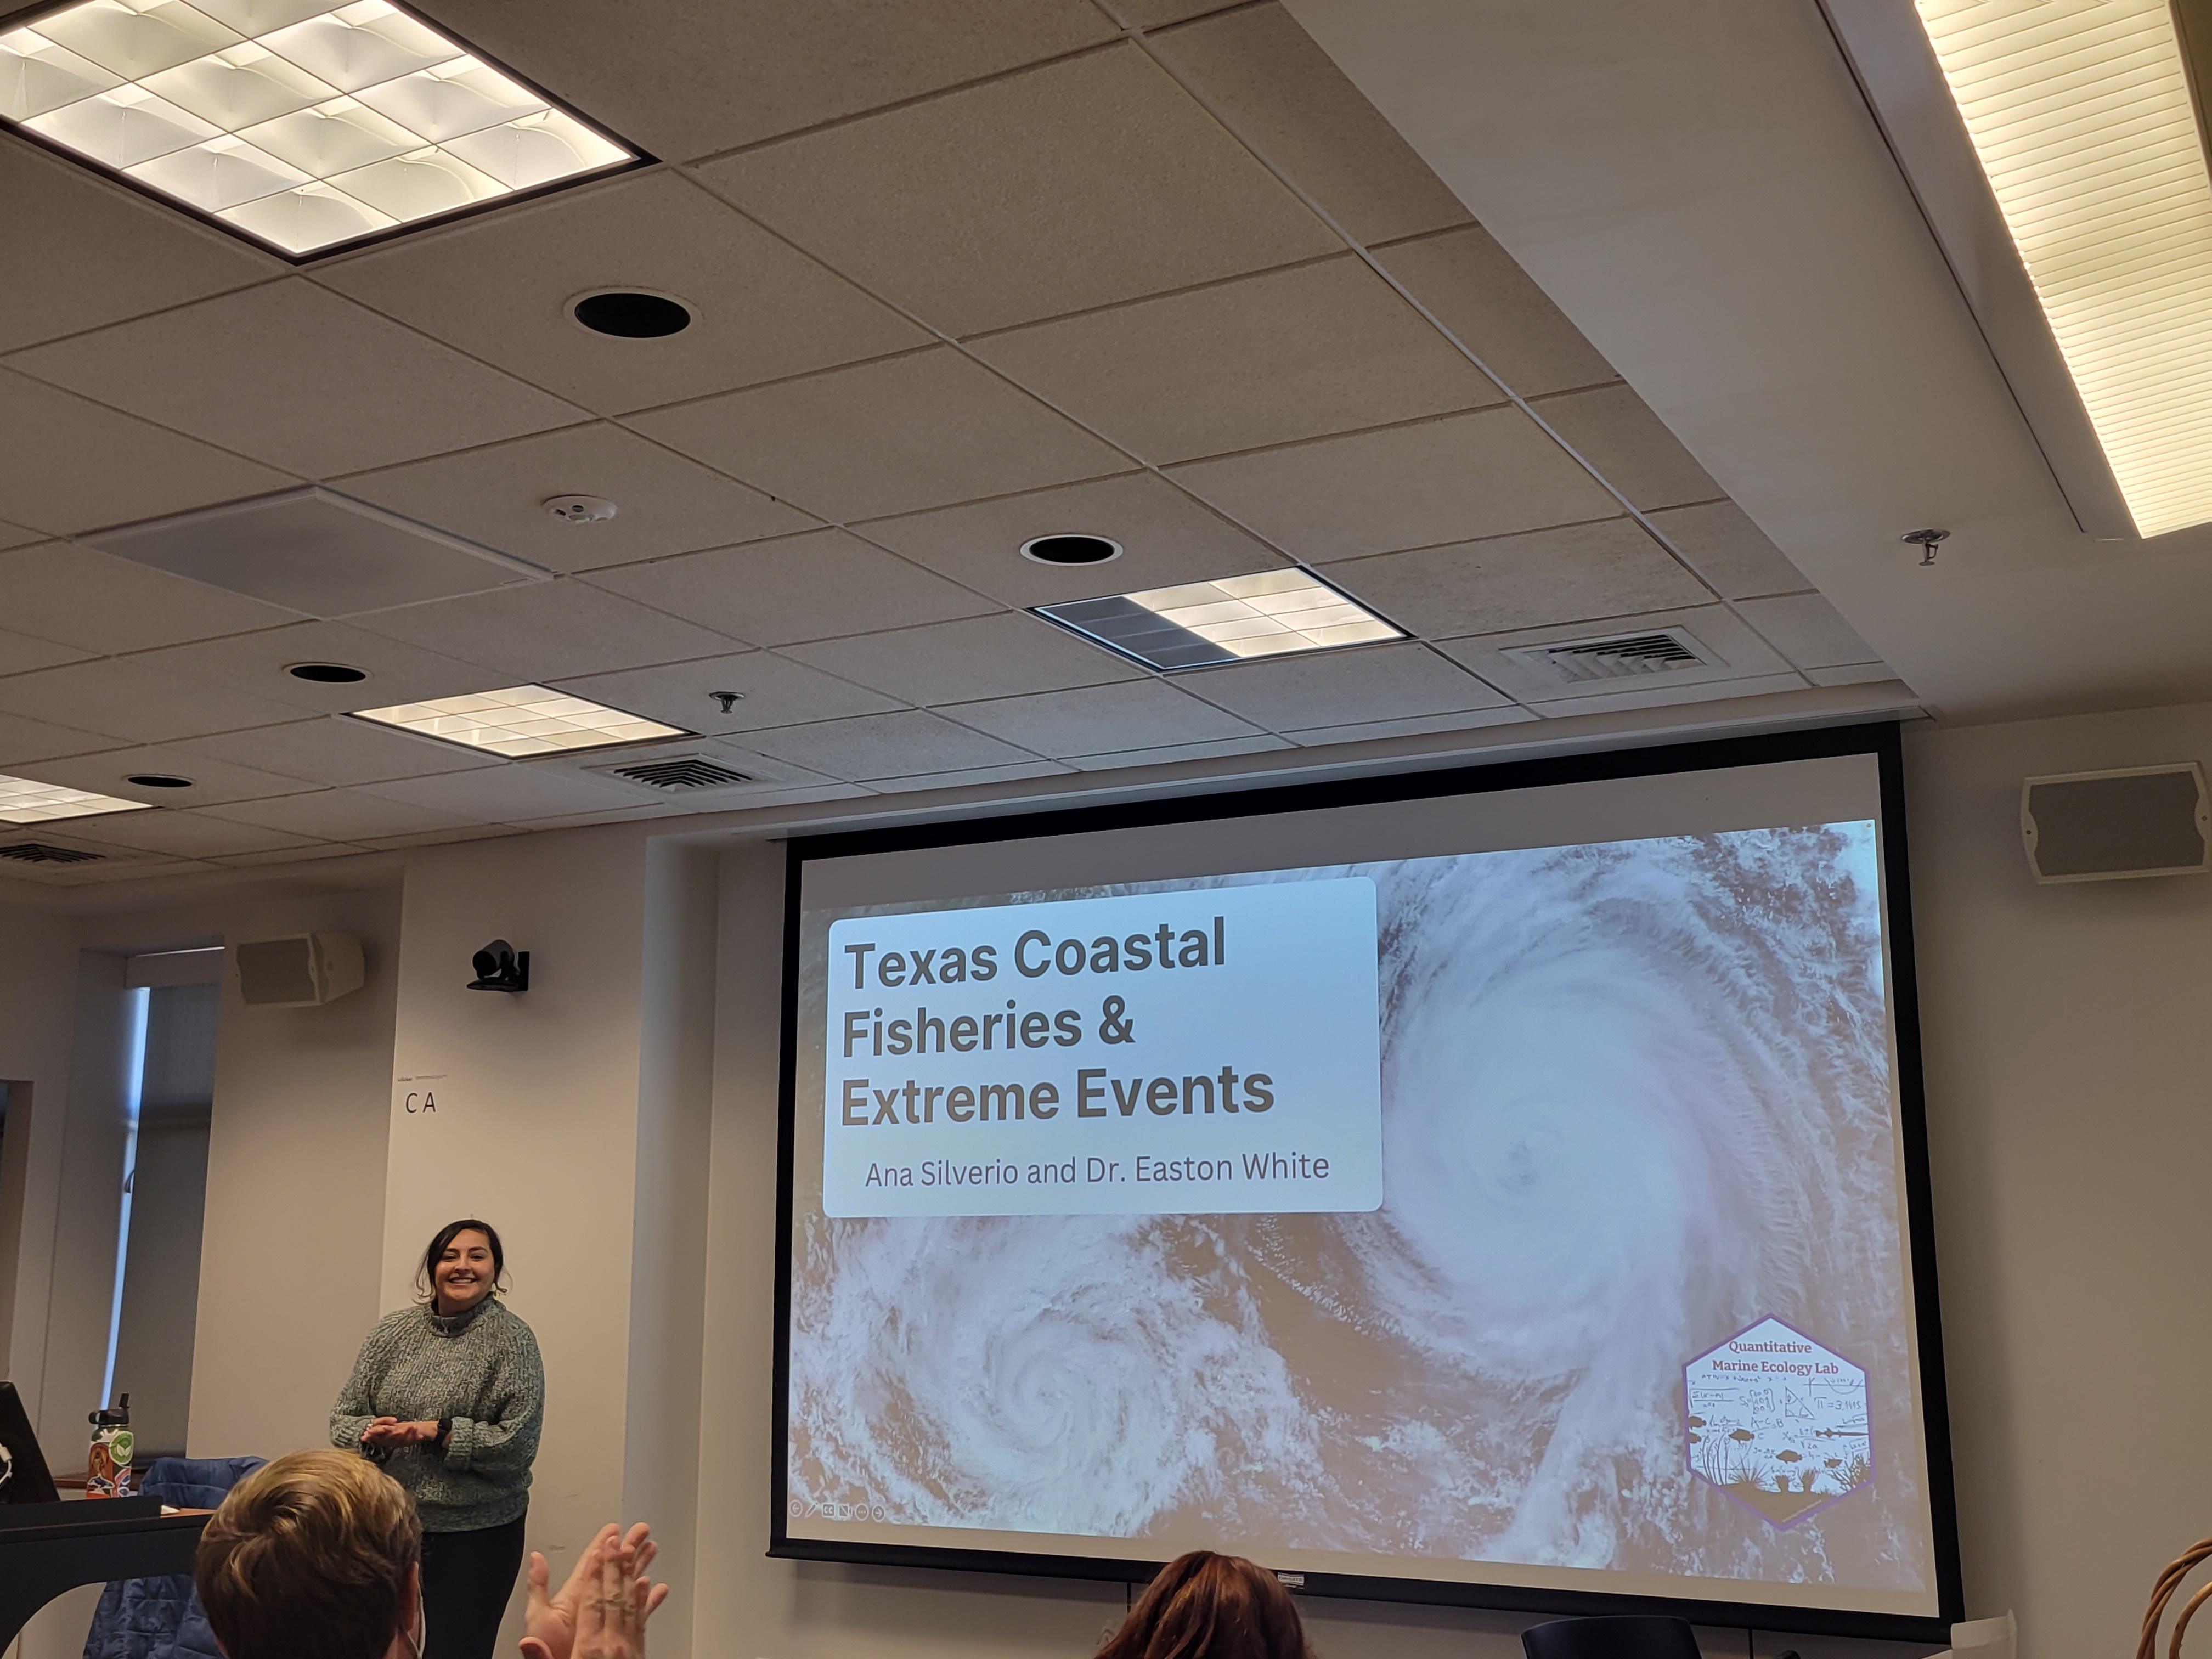 Texas Coastal
Fisheries &
Extreme Events
Ana Silverio and Dr. Easton White
CA
Quantitative
Marine Ecology Lab